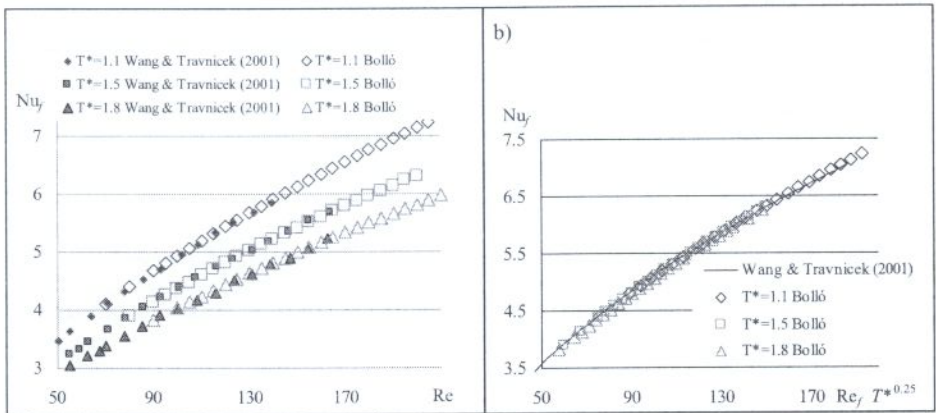 T*=1.1 Wang & Travnicek (2001) T*=1.1 Bolló
T*=1.5 Wang & Travnicek (2001) T*=1.5 Bolló
T*=1.8 Wang & Travnicek (2001) T*=1.8 Bolló
Nuf
7
6
5
4
3
50 90 130 170 Re
b)
Nuf
7.5
6.5
5.5
4.5
3.5
Wang & Travnicek (2001)
T*=1.1 Bolló
T*=1.5 Bolló
T*=1.8 Bolló
50 90 130 170 Ref T*0.25